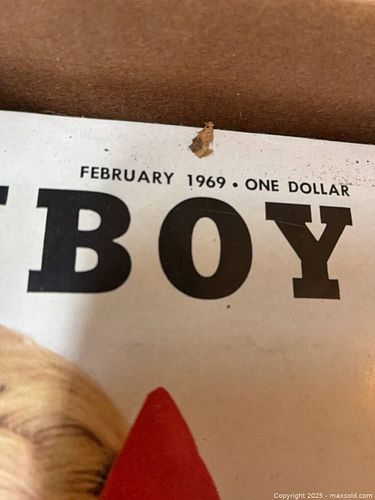 FEBRUARY 1969 • ONE DOLLAR
BOY
Copyright © 2025 - maxsold.com